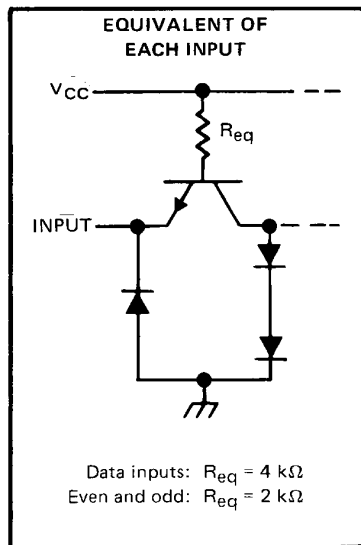 EQUIVALENT OF
EACH INPUT
VCC
Req
INPUT
Data inputs: Req = 4 kΩ
Even and odd: Req = 2 kΩ